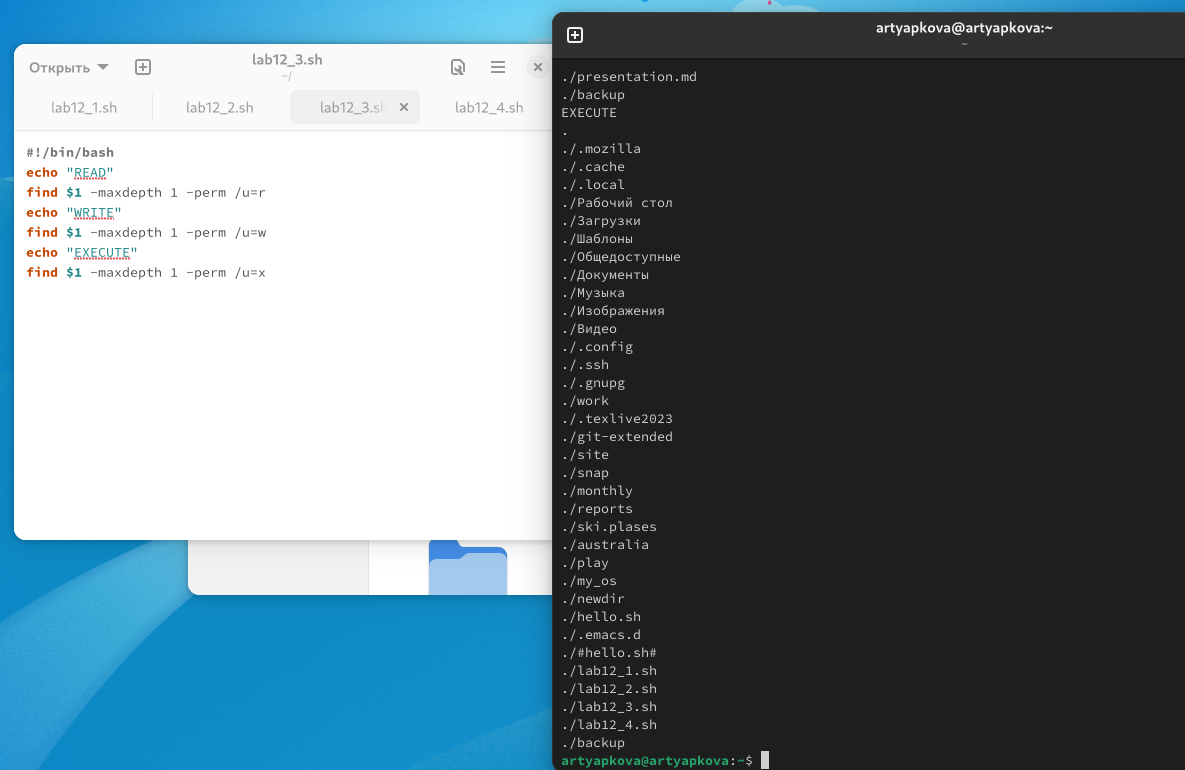 Открыть
lab12_3.sh
~/
lab12_1.sh
lab12_2.sh
lab12_3.sh
lab12_4.sh
#!/bin/bash
echo "READ"
find $1 -maxdepth 1 -perm /u=r
echo "WRITE"
find $1 -maxdepth 1 -perm /u=w
echo "EXECUTE"
find $1 -maxdepth 1 -perm /u=x
artyapkova@artyapkova:~
~
./presentation.md
./backup
EXECUTE
.
./.mozilla
./.cache
./.local
./Рабочий стол
./Загрузки
./Шаблоны
./Общедоступные
./Документы
./Музыка
./Изображения
./Видео
./.config
./.ssh
./.gnupg
./work
./.texlive2023
./git-extended
./site
./snap
./monthly
./reports
./ski.plases
./australia
./play
./my_os
./newdir
./hello.sh
./.emacs.d
./#hello.sh#
./lab12_1.sh
./lab12_2.sh
./lab12_3.sh
./lab12_4.sh
./backup
artyapkova@artyapkova:~$